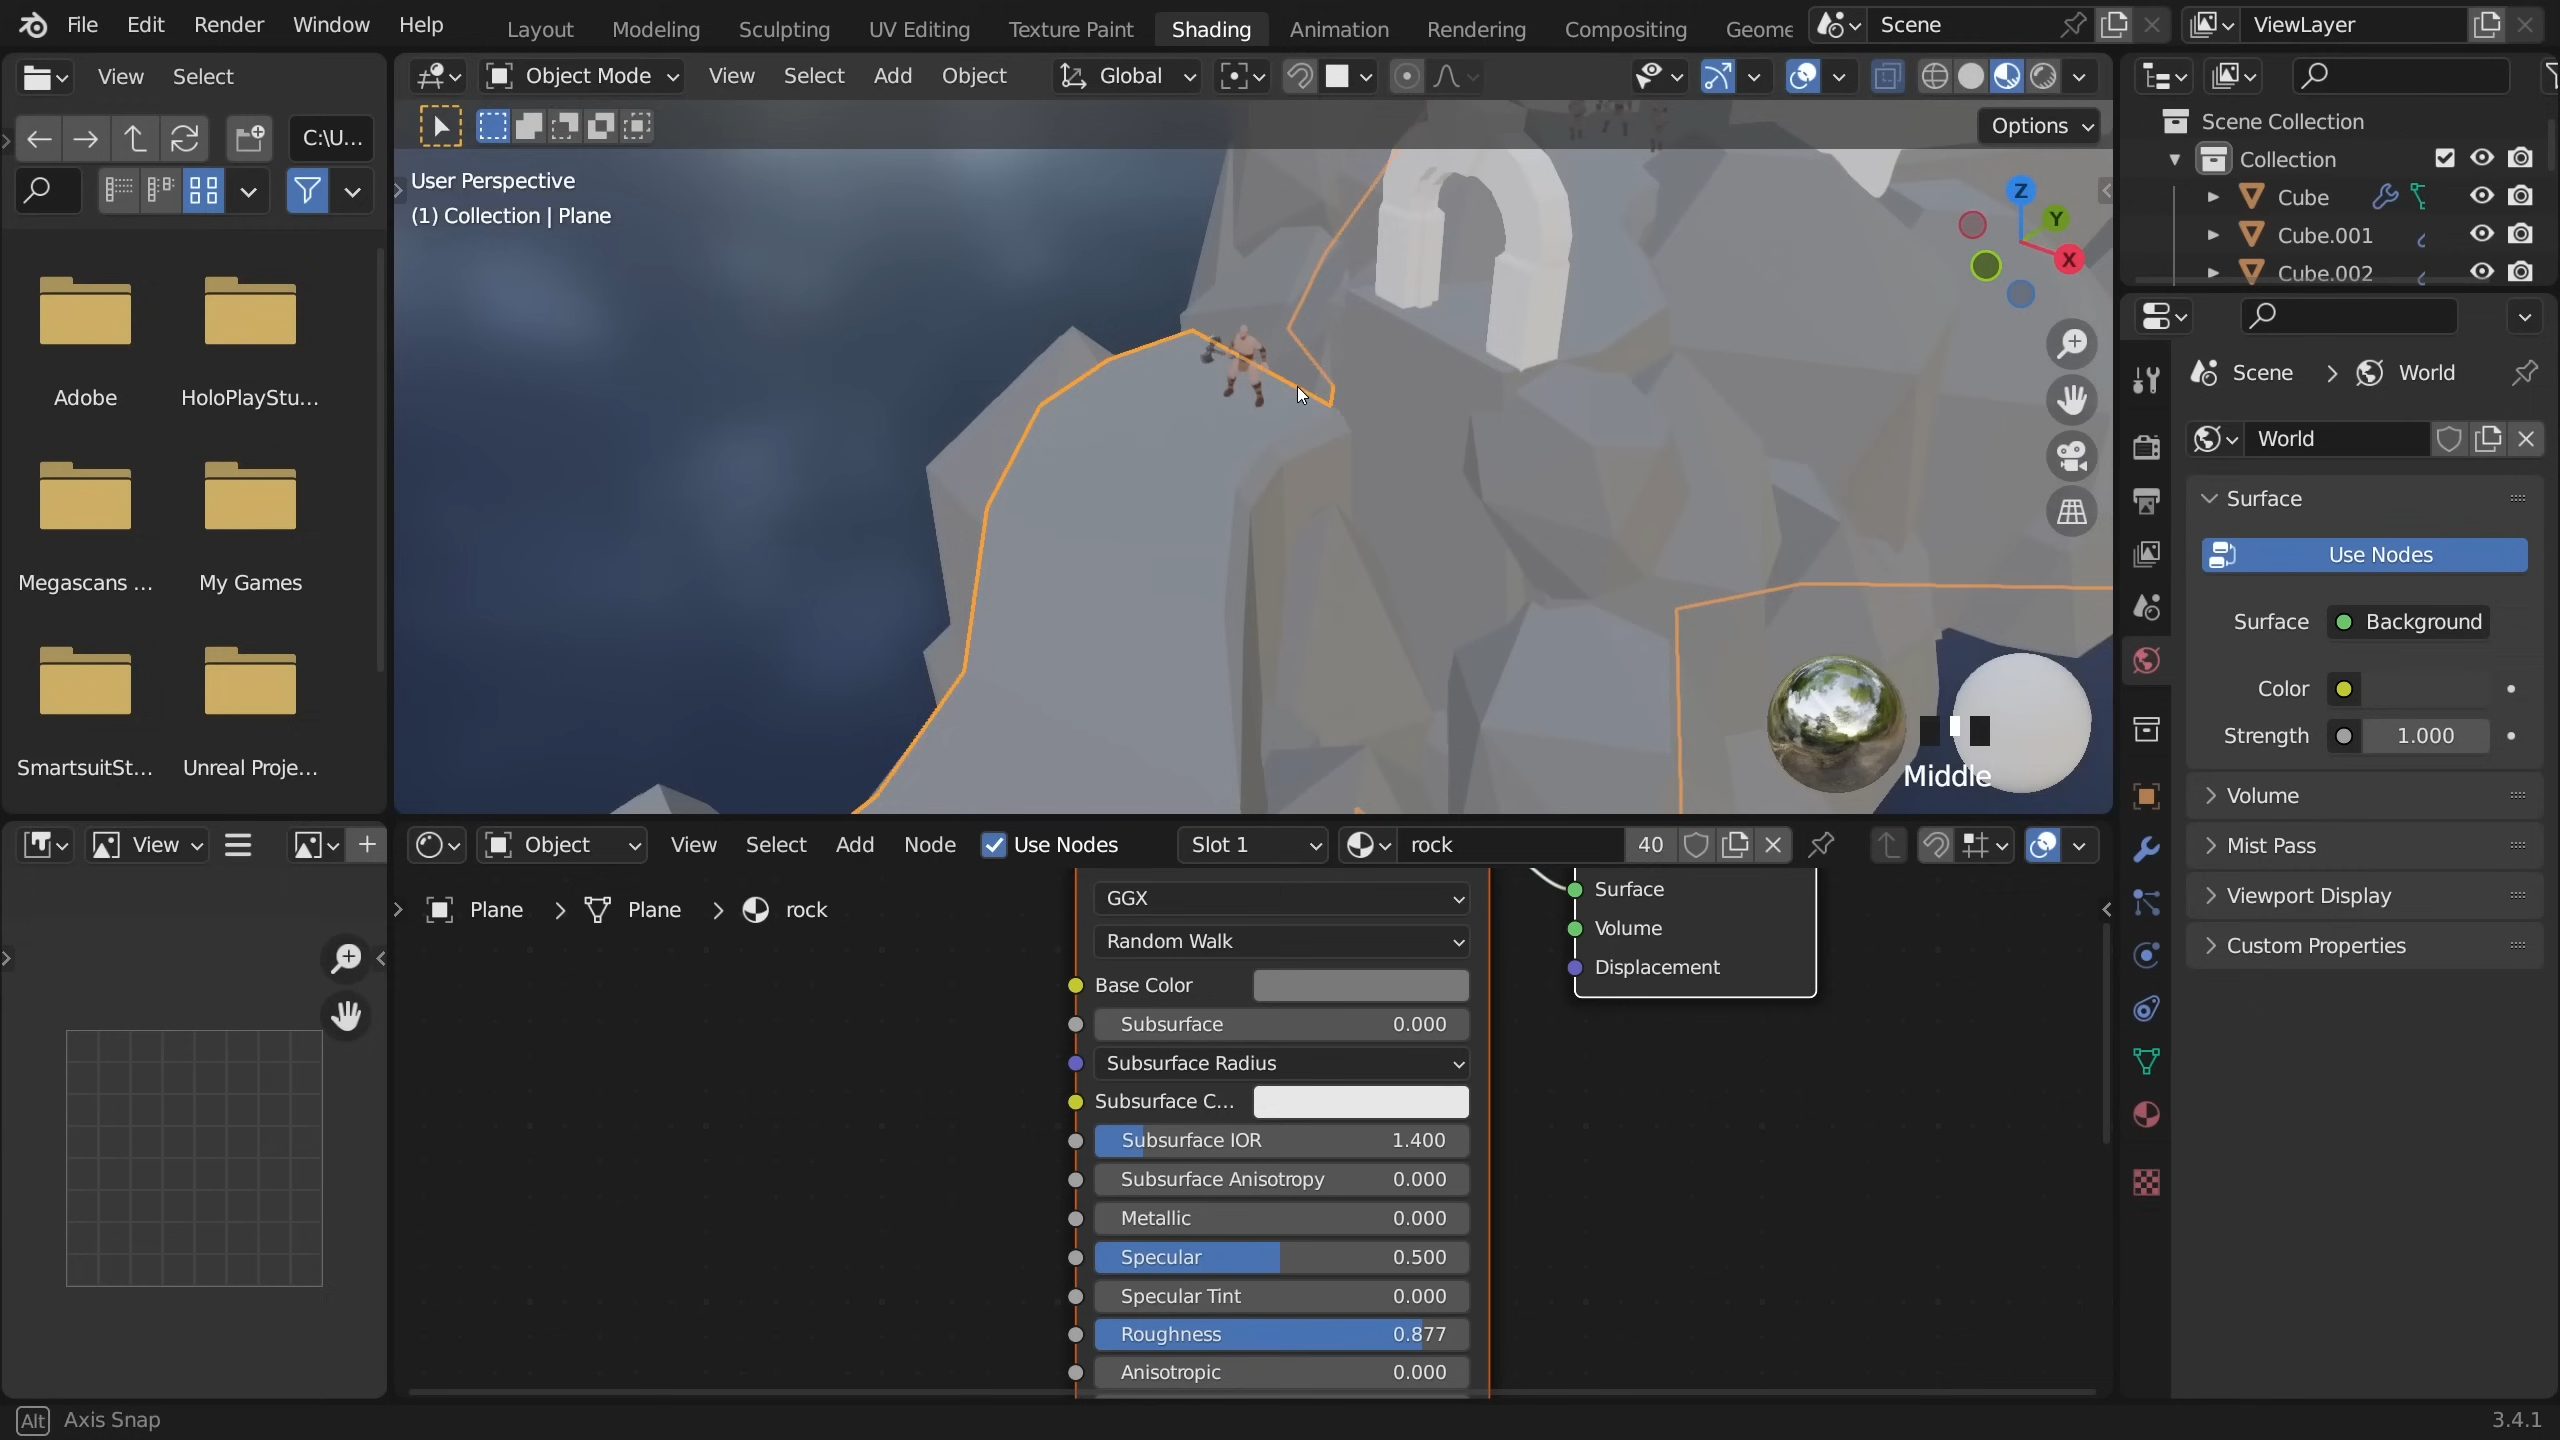 File Edit Render Window Help
Layout Modeling Sculpting UV Editing Texture Paint Shading Animation Rendering Compositing Geome
Scene
ViewLayer
View Select
Object Mode View Select Add Object
Global
C:\U...
Options
User Perspective
(1) Collection | Plane
Z
Y
X
Scene Collection
Collection
Cube
Cube.001
Cube.002
Adobe
HoloPlayStu...
Megascans ...
My Games
SmartsuitSt...
Unreal Proje...
Middle
Scene > World
World
Surface
Use Nodes
Surface Background
Color
Strength 1.000
Volume
Mist Pass
Viewport Display
Custom Properties
View
Object View Select Add Node Use Nodes Slot 1 rock 40
Plane > Plane > rock
GGX
Random Walk
Base Color
Subsurface 0.000
Subsurface Radius
Subsurface C...
Subsurface IOR 1.400
Subsurface Anisotropy 0.000
Metallic 0.000
Specular 0.500
Specular Tint 0.000
Roughness 0.877
Anisotropic 0.000
Surface
Volume
Displacement
Alt Axis Snap
3.4.1